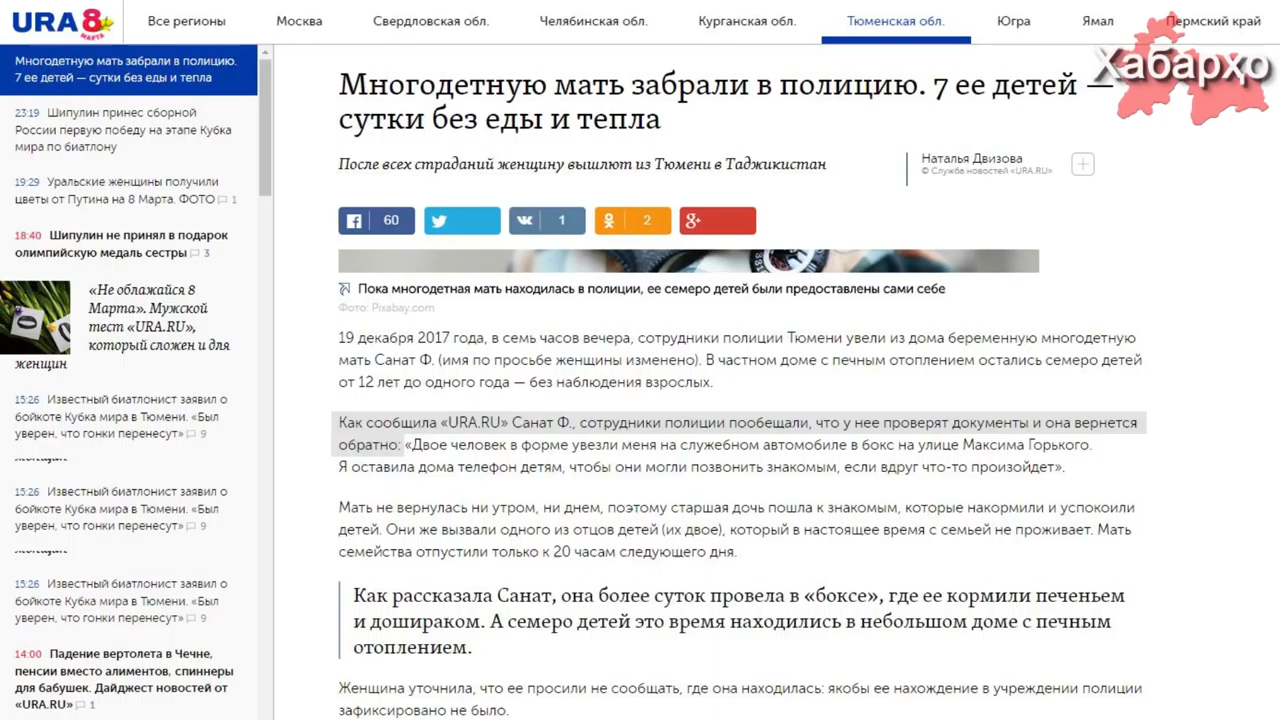 URA 8 МАРТА
Все регионы
Москва
Свердловская обл.
Челябинская обл.
Курганская обл.
Тюменская обл.
Югра
Ямал
Пермский край
Хабарҳо
Многодетную мать забрали в полицию.
7 ее детей — сутки без еды и тепла
23:19 Шипулин принес сборной
России первую победу на этапе Кубка
мира по биатлону
19:29 Уральские женщины получили
цветы от Путина на 8 Марта. ФОТО 1
18:40 Шипулин не принял в подарок
олимпийскую медаль сестры 3
«Не облажайся 8
Марта». Мужской
тест «URA.RU»,
который сложен и для
женщин
15:26 Известный биатлонист заявил о
бойкоте Кубка мира в Тюмени. «Был
уверен, что гонки перенесут» 9
женщин
15:26 Известный биатлонист заявил о
бойкоте Кубка мира в Тюмени. «Был
уверен, что гонки перенесут» 9
женщин
15:26 Известный биатлонист заявил о
бойкоте Кубка мира в Тюмени. «Был
уверен, что гонки перенесут» 9
14:00 Падение вертолета в Чечне,
пенсии вместо алиментов, спиннеры
для бабушек. Дайджест новостей от
«URA.RU» 1
Многодетную мать забрали в полицию. 7 ее детей —
сутки без еды и тепла
После всех страданий женщину вышлют из Тюмени в Таджикистан
Наталья Двизова
© Служба новостей «URA.RU»
60
1
2
g+
Пока многодетная мать находилась в полиции, ее семеро детей были предоставлены сами себе
Фото: Pixabay.com
19 декабря 2017 года, в семь часов вечера, сотрудники полиции Тюмени увели из дома беременную многодетную
мать Санат Ф. (имя по просьбе женщины изменено). В частном доме с печным отоплением остались семеро детей
от 12 лет до одного года — без наблюдения взрослых.
Как сообщила «URA.RU» Санат Ф., сотрудники полиции пообещали, что у нее проверят документы и она вернется
обратно: «Двое человек в форме увезли меня на служебном автомобиле в бокс на улице Максима Горького.
Я оставила дома телефон детям, чтобы они могли позвонить знакомым, если вдруг что-то произойдет».
Мать не вернулась ни утром, ни днем, поэтому старшая дочь пошла к знакомым, которые накормили и успокоили
детей. Они же вызвали одного из отцов детей (их двое), который в настоящее время с семьей не проживает. Мать
семейства отпустили только к 20 часам следующего дня.
Как рассказала Санат, она более суток провела в «боксе», где ее кормили печеньем
и дошираком. А семеро детей это время находились в небольшом доме с печным
отоплением.
Женщина уточнила, что ее просили не сообщать, где она находилась: якобы ее нахождение в учреждении полиции
зафиксировано не было.